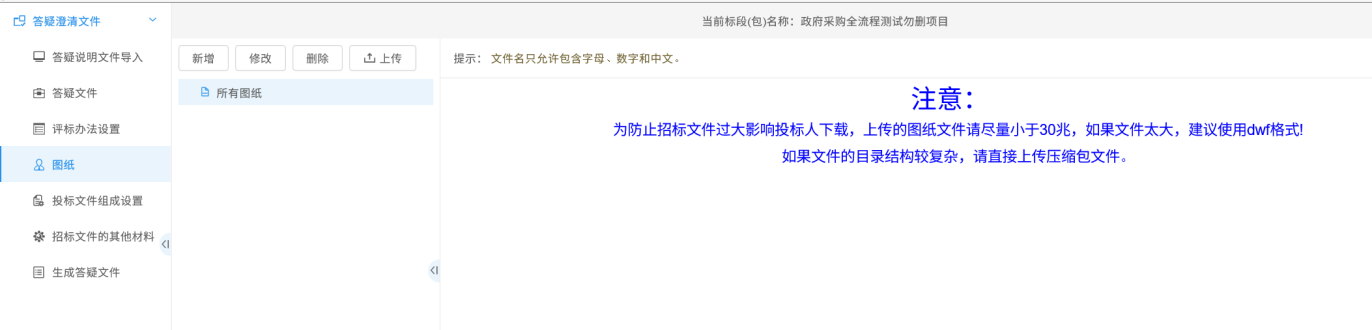 答疑澄清文件
当前标段(包)名称：政府采购全流程测试勿删项目
答疑说明文件导入
答疑文件
评标办法设置
图纸
投标文件组成设置
招标文件的其他材料
生成答疑文件
新增 修改 删除 上传
所有图纸
提示： 文件名只允许包含字母、数字和中文。
注意：
为防止招标文件过大影响投标人下载，上传的图纸文件请尽量小于30兆，如果文件太大，建议使用dwf格式!
如果文件的目录结构较复杂，请直接上传压缩包文件。